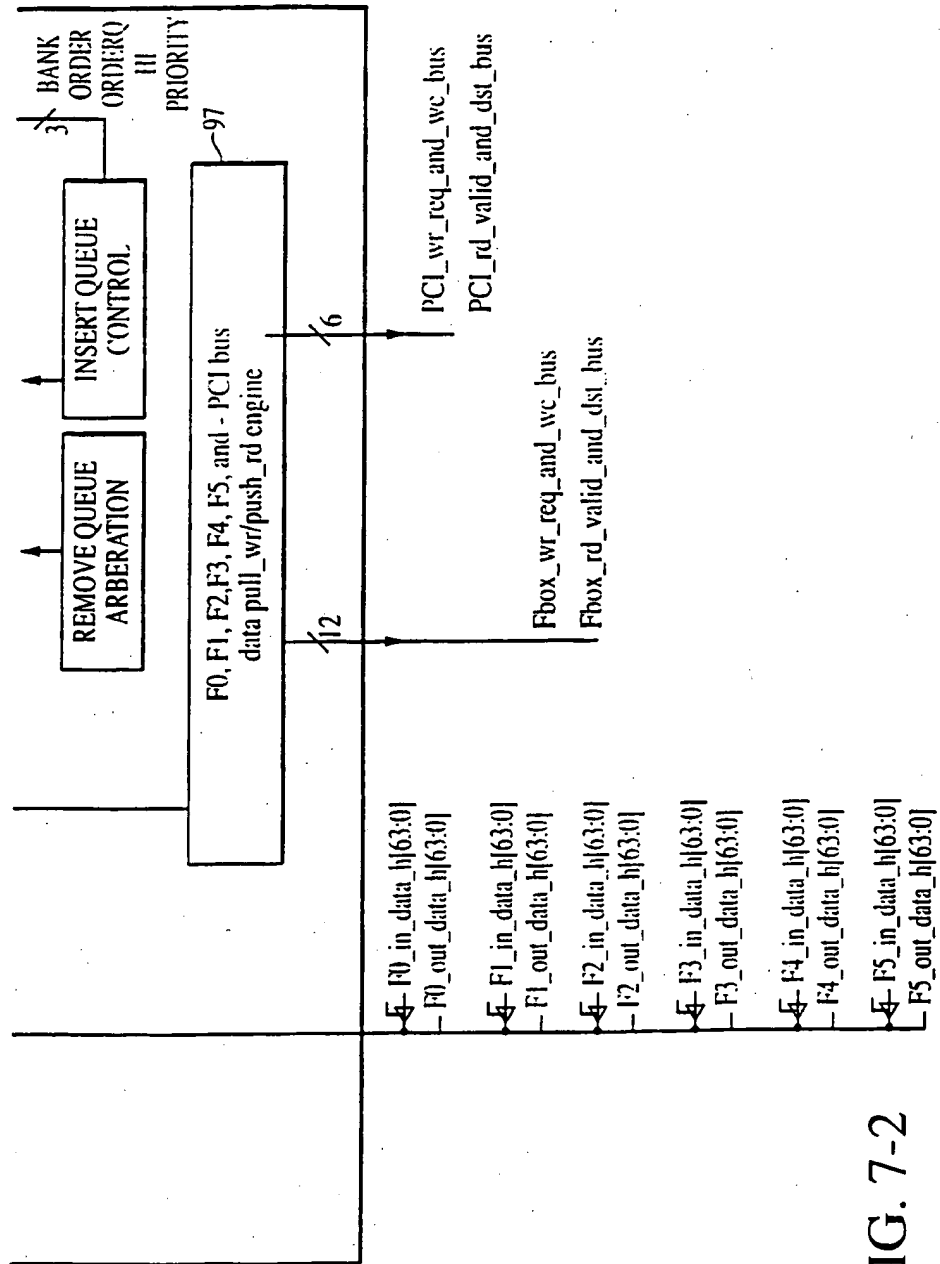 3
BANK
ORDER
ORDERQ
HI
PRIORITY
INSERT QUEUE
CONTROL
REMOVE QUEUE
ARBERATION
97
F0, F1, F2,F3, F4, F5, and - PCI bus
data pull_wr/push_rd engine
6
12
PCI_wr_req_and_wc_bus
PCI_rd_valid_and_dst_bus
Fbox_wr_req_and_wc_bus
Fbox_rd_valid_and_dst_bus
F0_in_data_h[63:0]
F0_out_data_h[63:0]
F1_in_data_h[63:0]
F1_out_data_h[63:0]
F2_in_data_h[63:0]
F2_out_data_h[63:0]
F3_in_data_h[63:0]
F3_out_data_h[63:0]
F4_in_data_h[63:0]
F4_out_data_h[63:0]
F5_in_data_h[63:0]
F5_out_data_h[63:0]
IG. 7-2